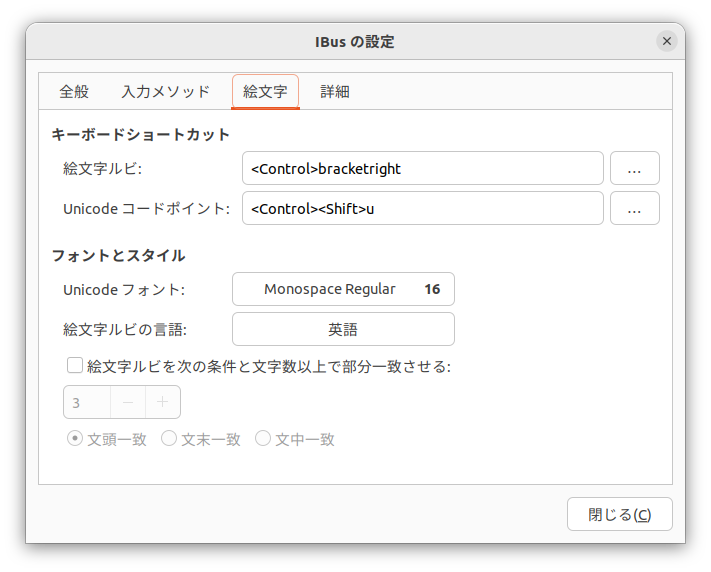 IBus の設定
全般 入力メソッド 絵文字 詳細
キーボードショートカット
絵文字ルビ: <Control>bracketright ...
Unicode コードポイント: <Control><Shift>u ...
フォントとスタイル
Unicode フォント: Monospace Regular 16
絵文字ルビの言語: 英語
絵文字ルビを次の条件と文字数以上で部分一致させる:
3 − +
文頭一致 文末一致 文中一致
閉じる(C)